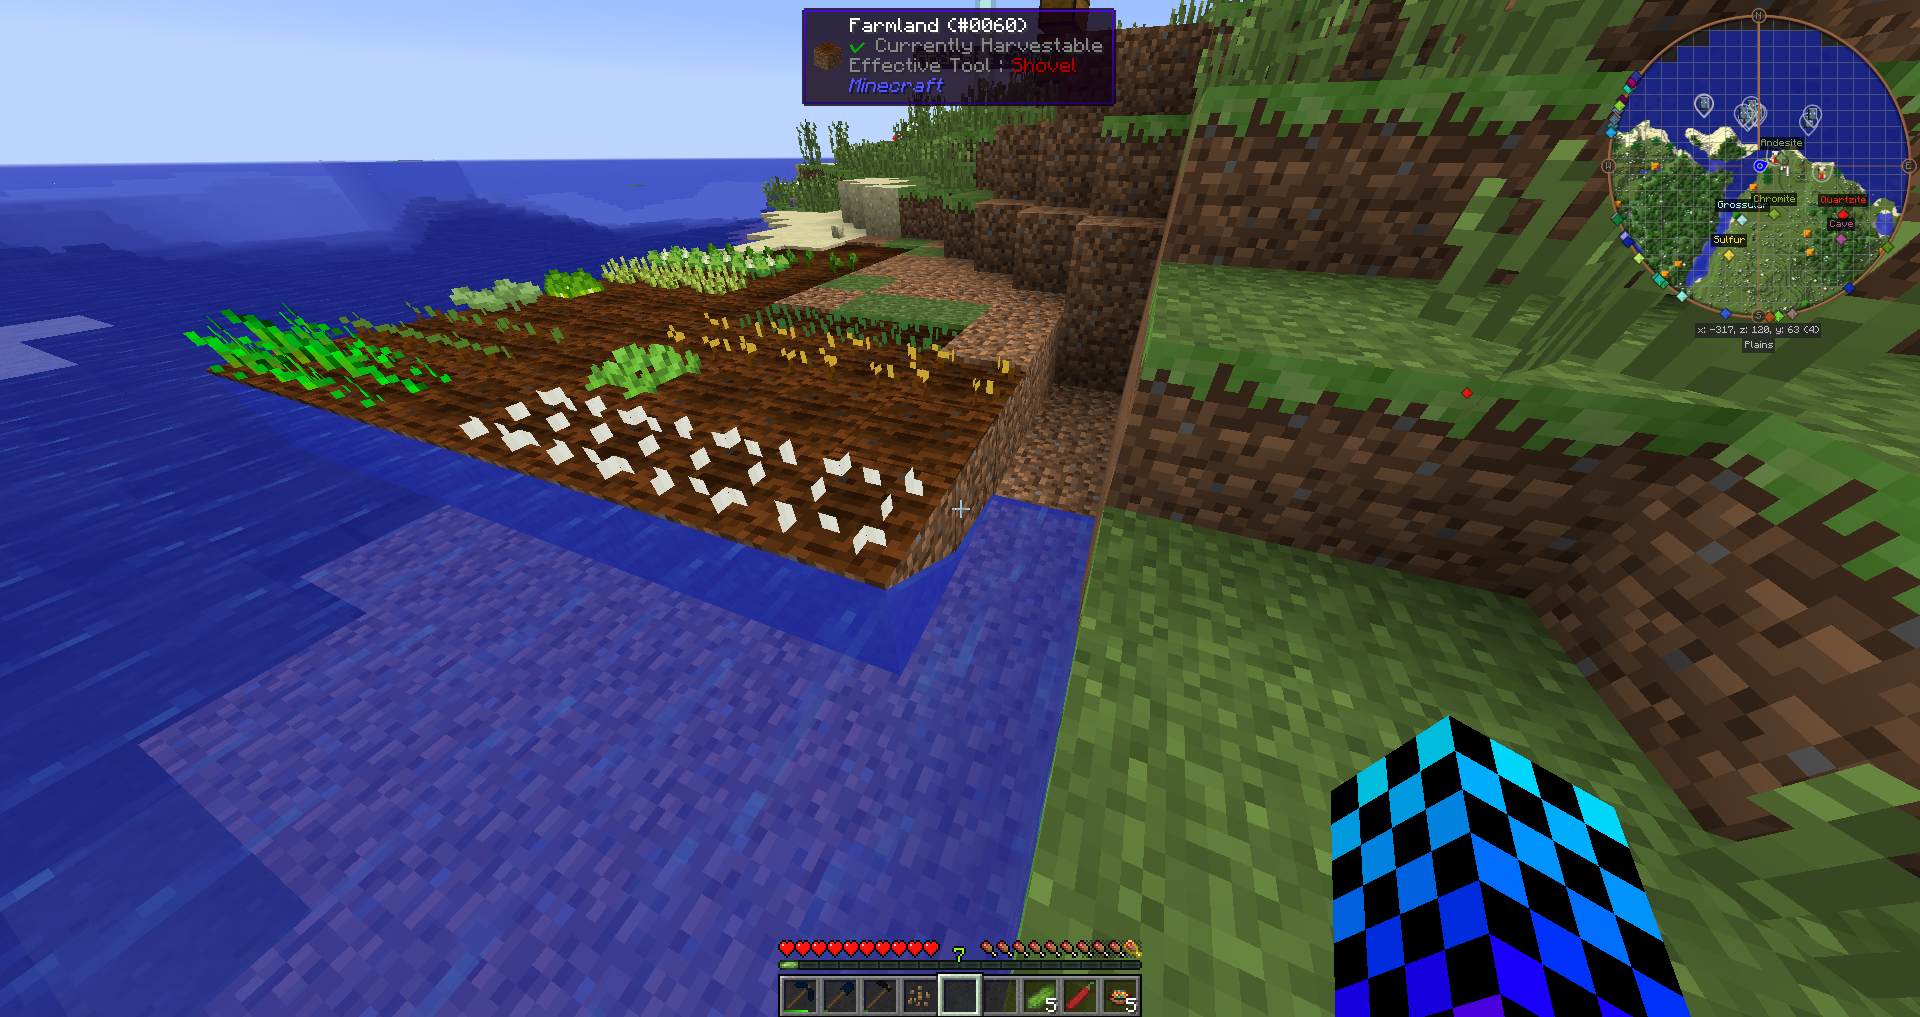 Farmland (#0060)
✓ Currently Harvestable
Effective Tool : Shovel
Minecraft
N
W
E
S
Andesite
Chromite
Quartzite
Cave
Sulfur
x: -317, z: 120, y: 63 (4)
Plains
7
5
5